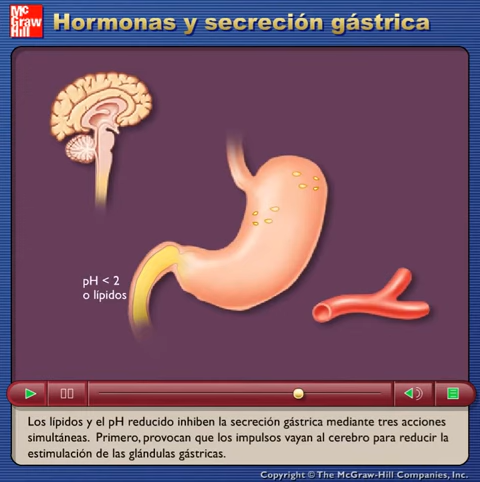 Mc
Graw
Hill
Hormonas y secreción gástrica
pH < 2
o lípidos
Los lípidos y el pH reducido inhiben la secreción gástrica mediante tres acciones
simultáneas. Primero, provocan que los impulsos vayan al cerebro para reducir la
estimulación de las glándulas gástricas.
Copyright © The McGraw-Hill Companies, Inc.